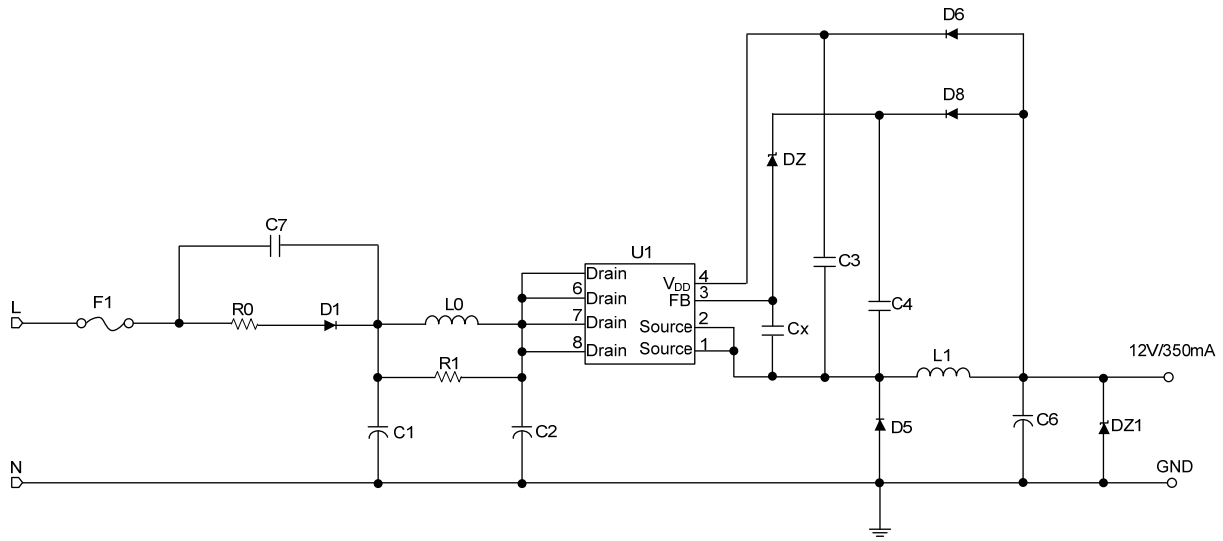 D6
D8
DZ
C7
U1
Drain
VDD 4
C3
6 Drain
FB 3
C4
L
F1
R0
D1
L0
7 Drain
Source 2
Cx
8 Drain
Source 1
L1
12V/350mA
R1
C1
C2
D5
C6
DZ1
N
GND